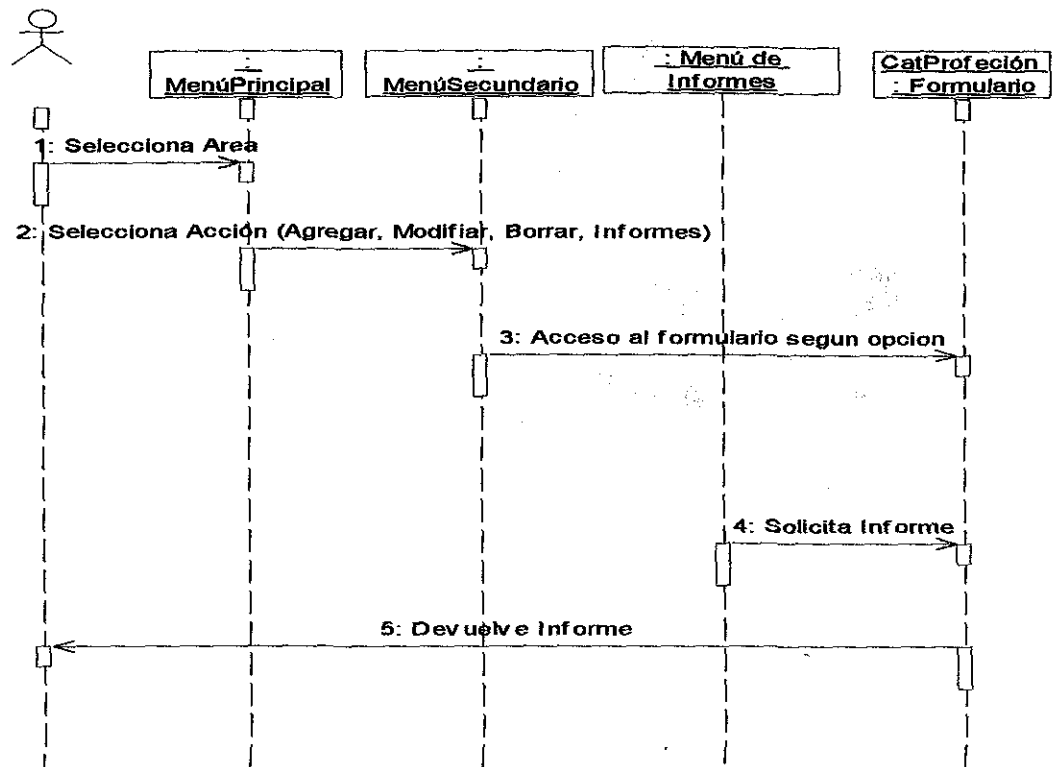 :
MenúPrincipal
:
MenúSecundario
: Menú de
Informes
CatProfeción
: Formulario
1: Selecciona Area
2: Selecciona Acción (Agregar, Modifiar, Borrar, Informes)
3: Acceso al formulario segun opcion
4: Solicita Informe
5: Devuelve Informe